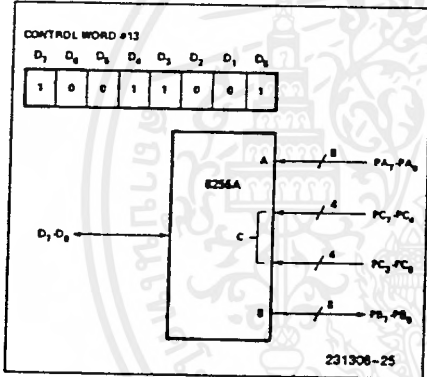 CONTROL WORD #13
D7 D6 D5 D4 D3 D2 D1 D0
1 0 0 1 1 0 0 1
8255A
A
8
PA7-PA0
4
PC7-PC4
C
D7-D0
4
PC3-PC0
B
8
PB7-PB0
231308-25